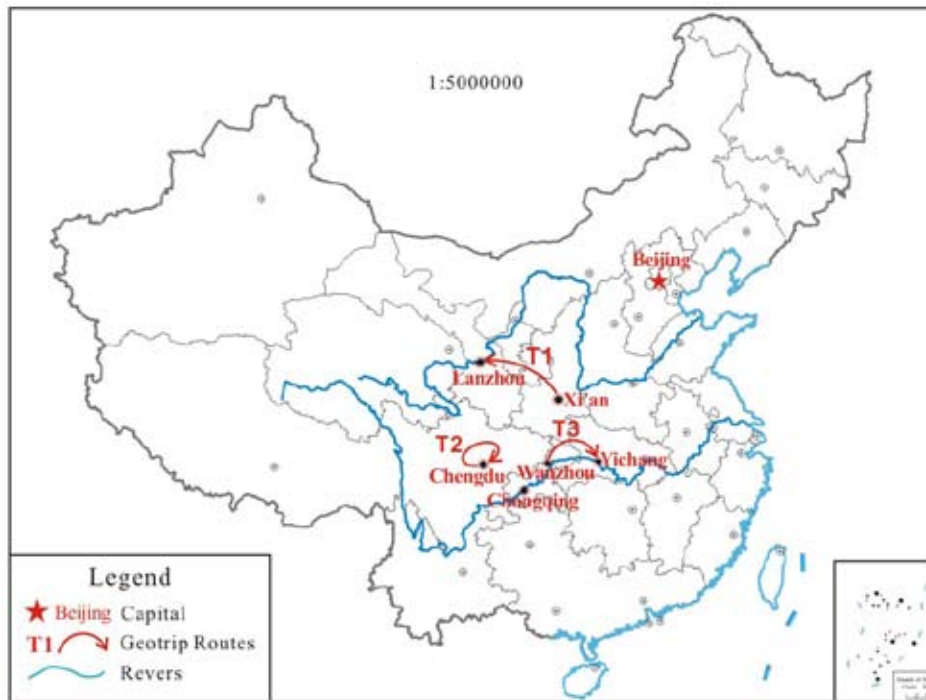 1:5000000
Beijing
T1
Lanzhou
Xi'an
T2
T3
Chengdu
Wanzhou
Yichang
Chongqing
Legend
Beijing Capital
T1 Geotrip Routes
Revers